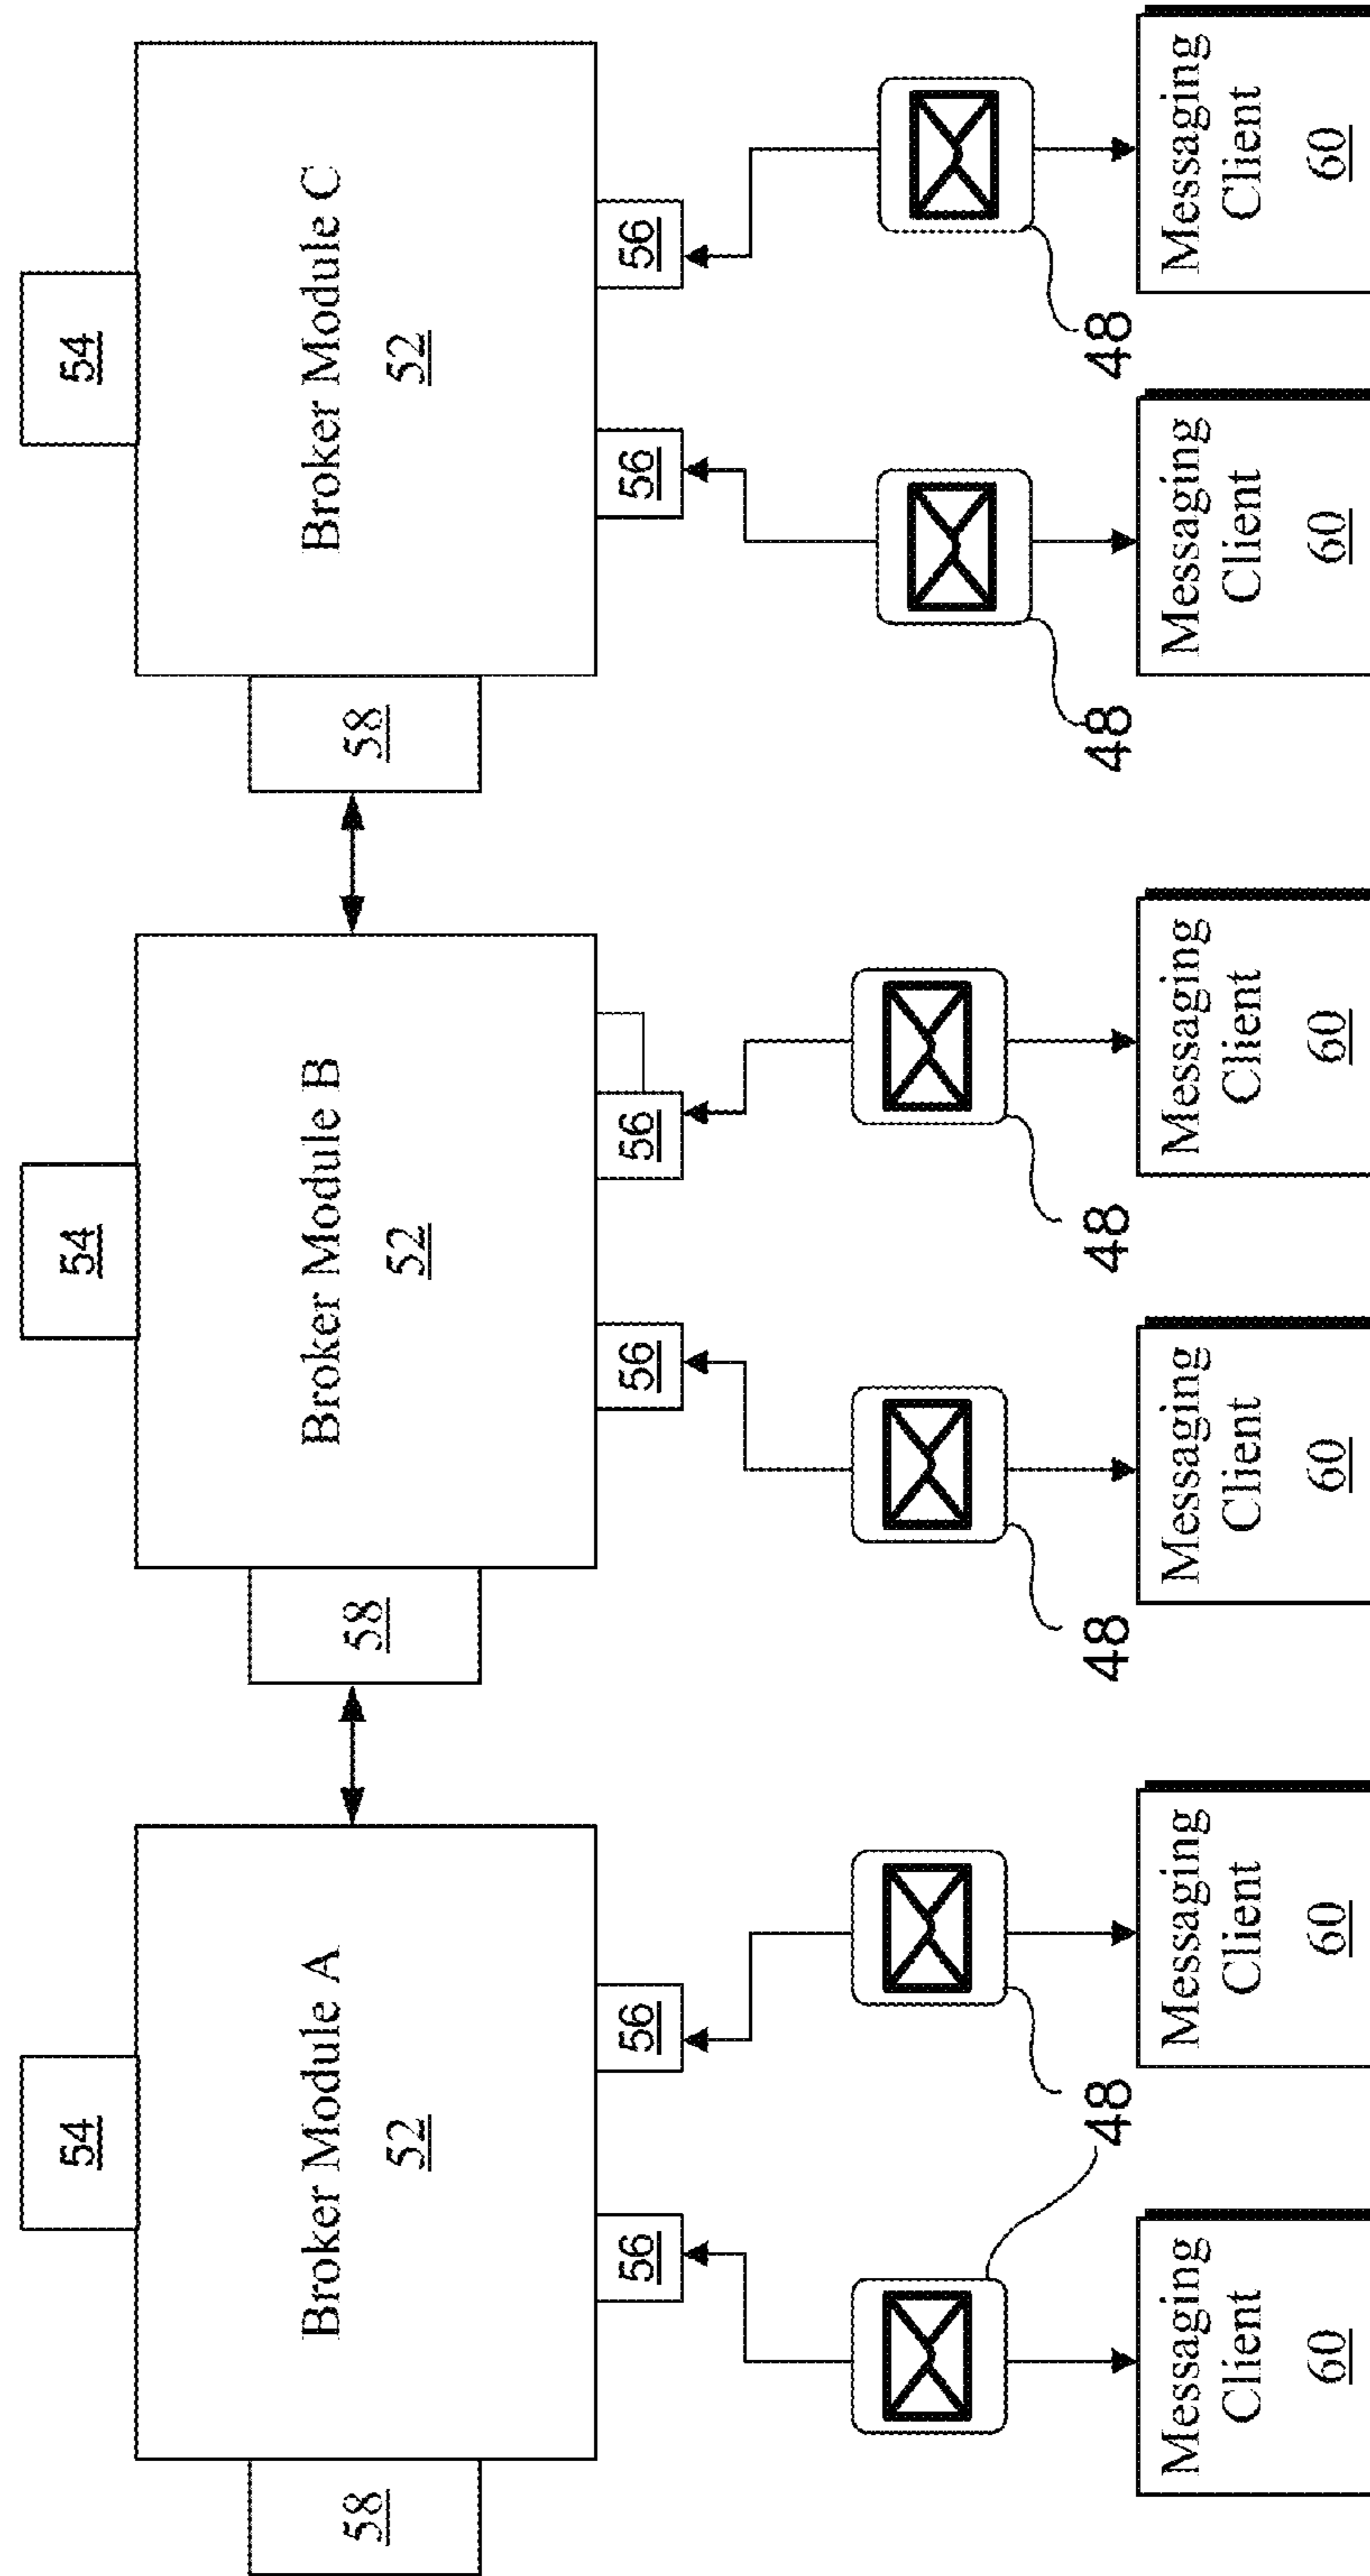 54
54
54
Broker Module A
Broker Module B
Broker Module C
58
58
58
52
52
52
56
56
56
56
56
56
48
48
48
48
48
Messaging
Client
60
Messaging
Client
60
Messaging
Client
60
Messaging
Client
60
Messaging
Client
60
Messaging
Client
60